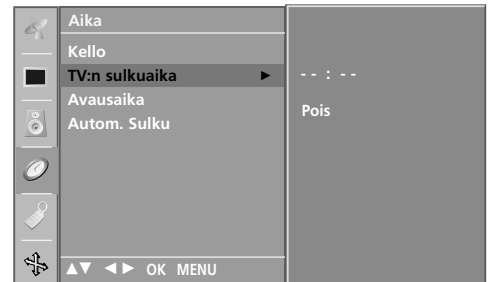 Aika
Kello
TV:n sulkuaika ►
Avausaika
Autom. Sulku
▲▼ ◄► OK MENU
- - : - -
Pois